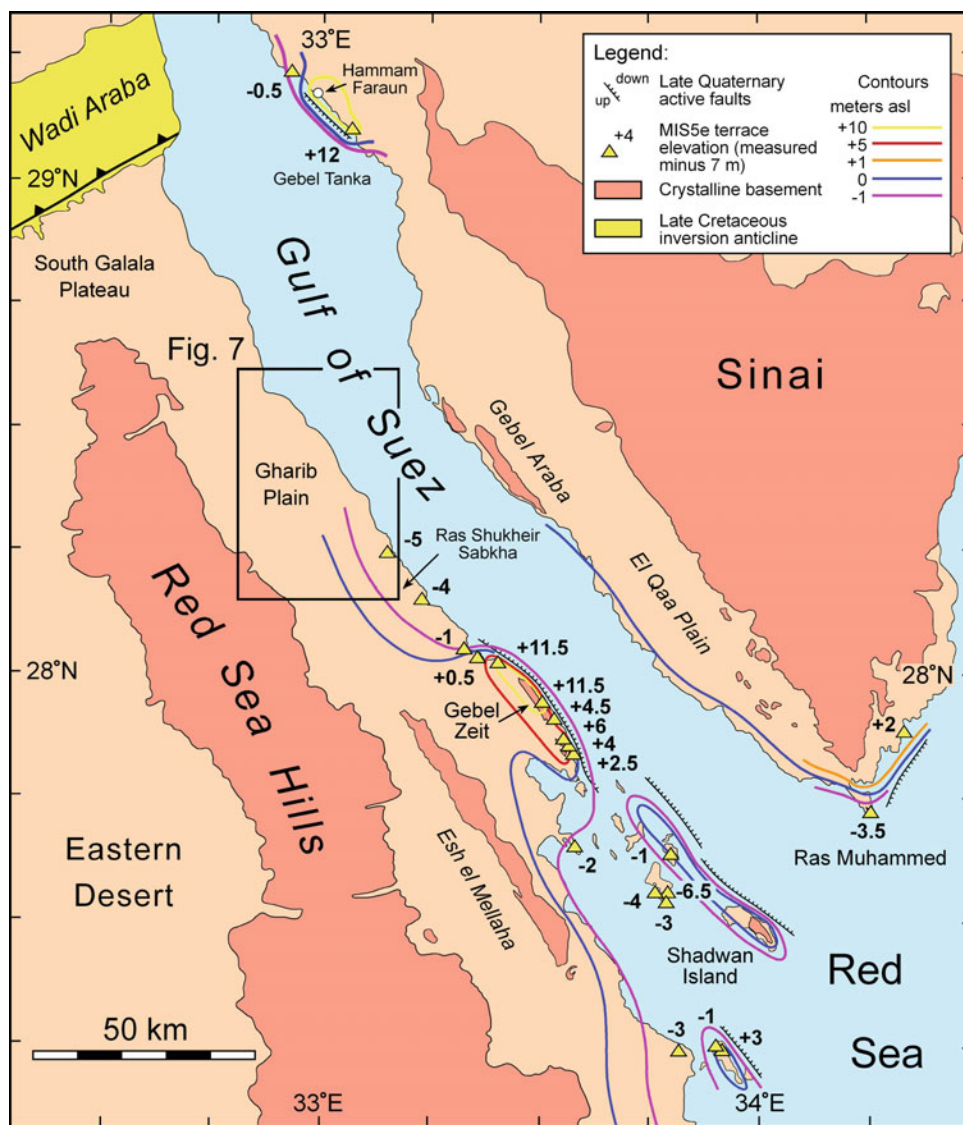 33°E
Legend:
down
up
Late Quaternary
active faults
+4
MIS5e terrace
elevation (measured
minus 7 m)
Crystalline basement
Late Cretaceous
inversion anticline
Contours
meters asl
+10
+5
+1
0
-1
Wadi Araba
-0.5
Hammam
Faraun
+12
Gebel Tanka
29°N
South Galala
Plateau
Gulf of Suez
Sinai
Fig. 7
Gebel Araba
Gharib
Plain
-5
Ras Shukheir
Sabkha
-4
El Qaa Plain
Red Sea Hills
-1
28°N
+0.5
+11.5
28°N
+11.5
+4.5
+6
+4
+2.5
Gebel
Zeit
+2
-3.5
Ras Muhammed
Eastern
Desert
Esh el Mellaha
-2
-1
-6.5
-4
-3
Shadwan
Island
Red
Sea
50 km
-3
-1
+3
33°E
34°E